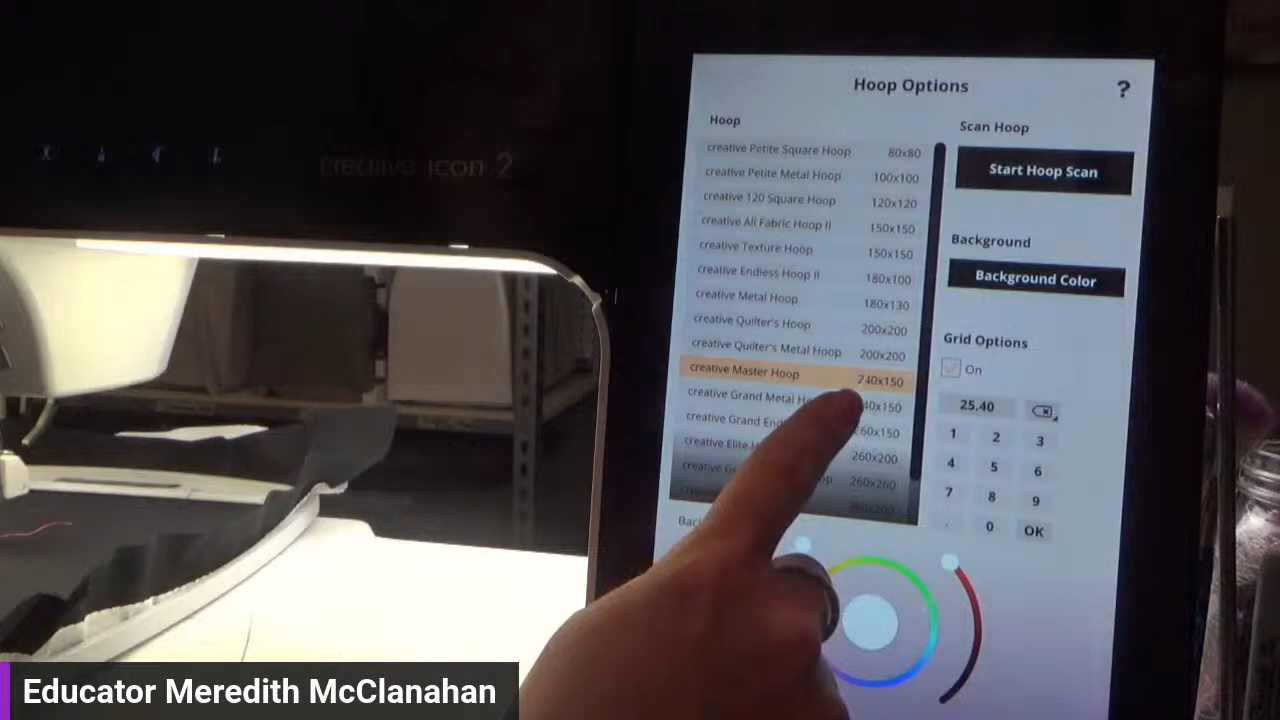 Hoop Options
?
Hoop
Scan Hoop
creative Petite Square Hoop 80x80
Start Hoop Scan
creative icon 2
creative Petite Metal Hoop 100x100
creative 120 Square Hoop 120x120
creative All Fabric Hoop II 150x150
Background
creative Texture Hoop 150x150
creative Endless Hoop II 180x100
Background Color
creative Metal Hoop 180x130
creative Quilter's Hoop 200x200
Grid Options
creative Quilter's Metal Hoop 200x200
On
creative Master Hoop 240x150
creative Grand Metal 40x150
25.40
creative Grand 260x150
1 2 3
creative Elite 260x200
4 5 6
260x260
7 8 9
. 0 OK
Educator Meredith McClanahan